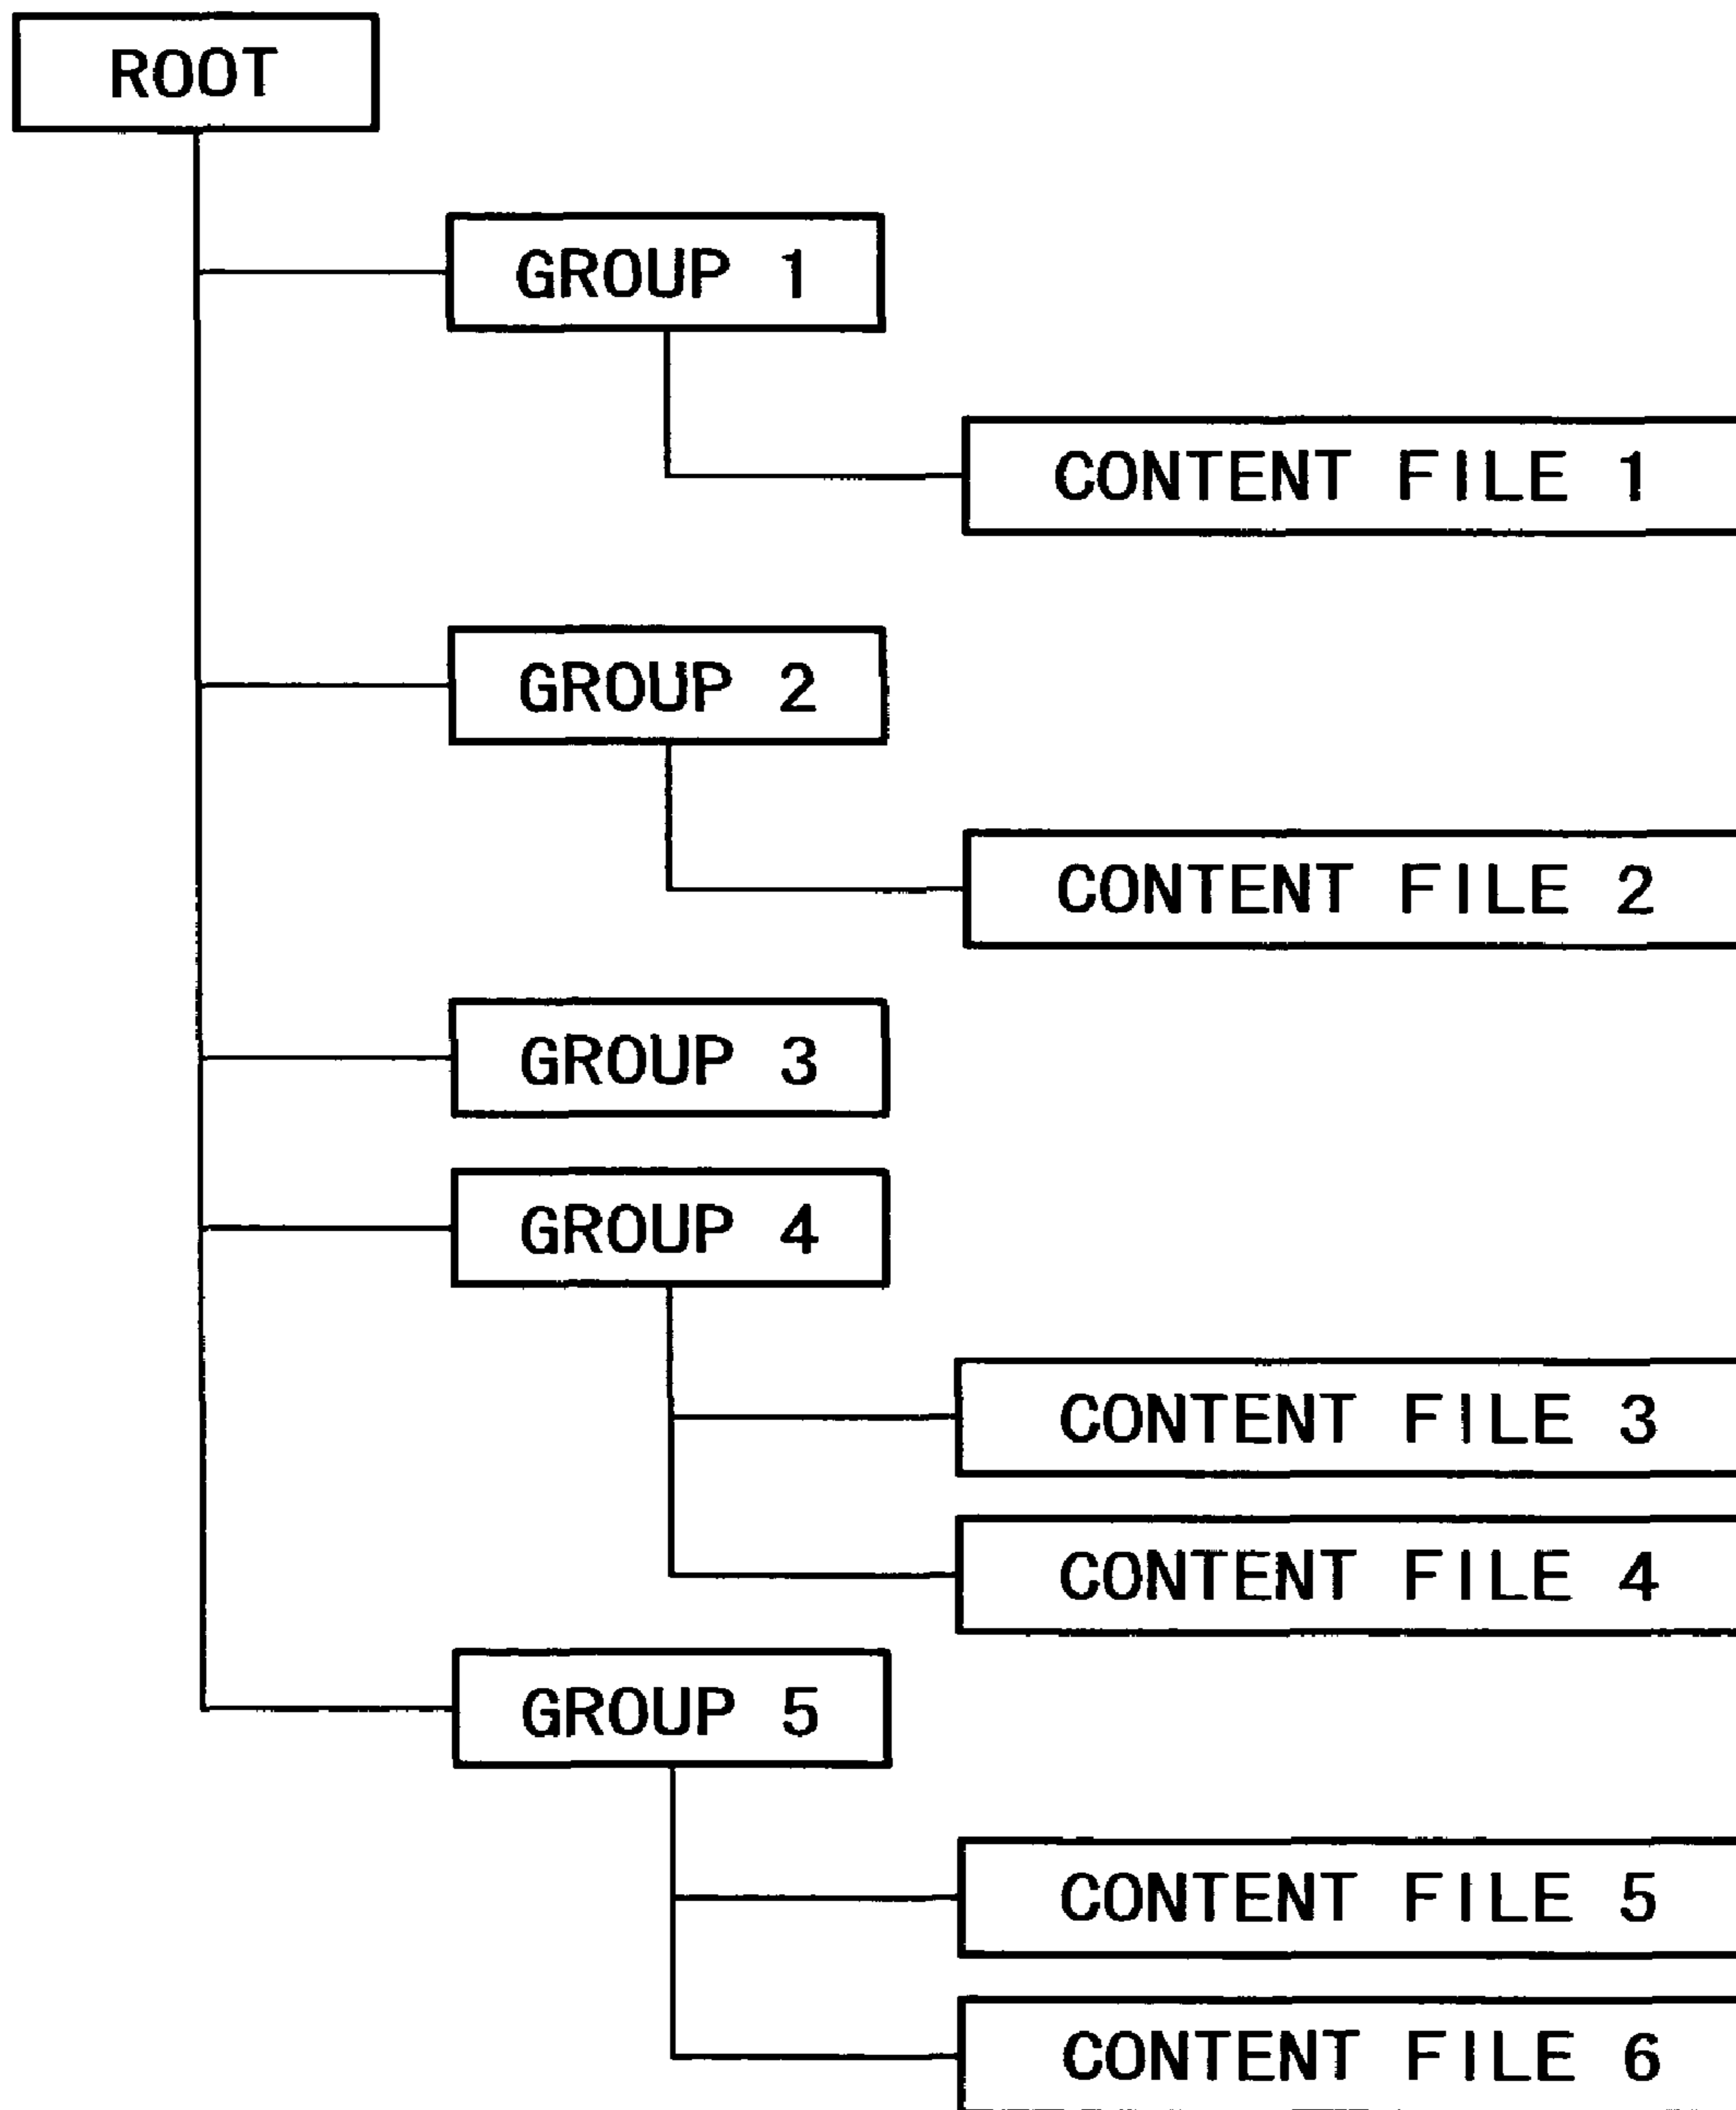 ROOT
GROUP 1
CONTENT FILE 1
GROUP 2
CONTENT FILE 2
GROUP 3
GROUP 4
CONTENT FILE 3
CONTENT FILE 4
GROUP 5
CONTENT FILE 5
CONTENT FILE 6